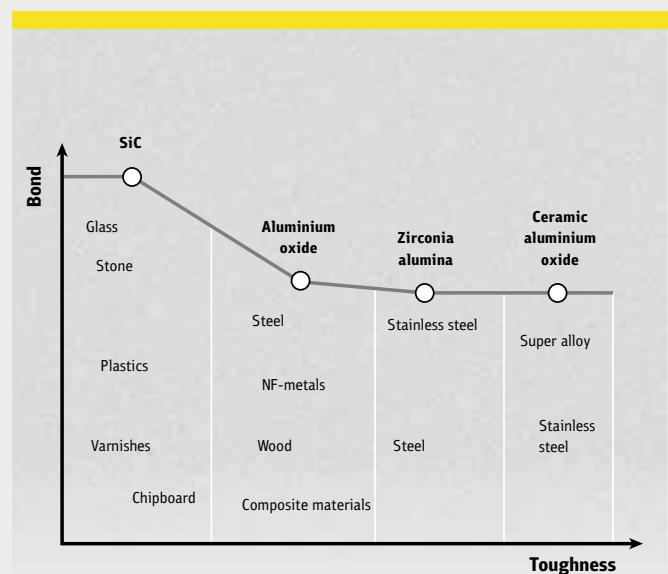 SiC
Bond
Glass
Aluminium
oxide
Zirconia
alumina
Ceramic
aluminium
oxide
Stone
Steel
Stainless steel
Super alloy
Plastics
NF-metals
Varnishes
Wood
Steel
Stainless
steel
Chipboard
Composite materials
Toughness